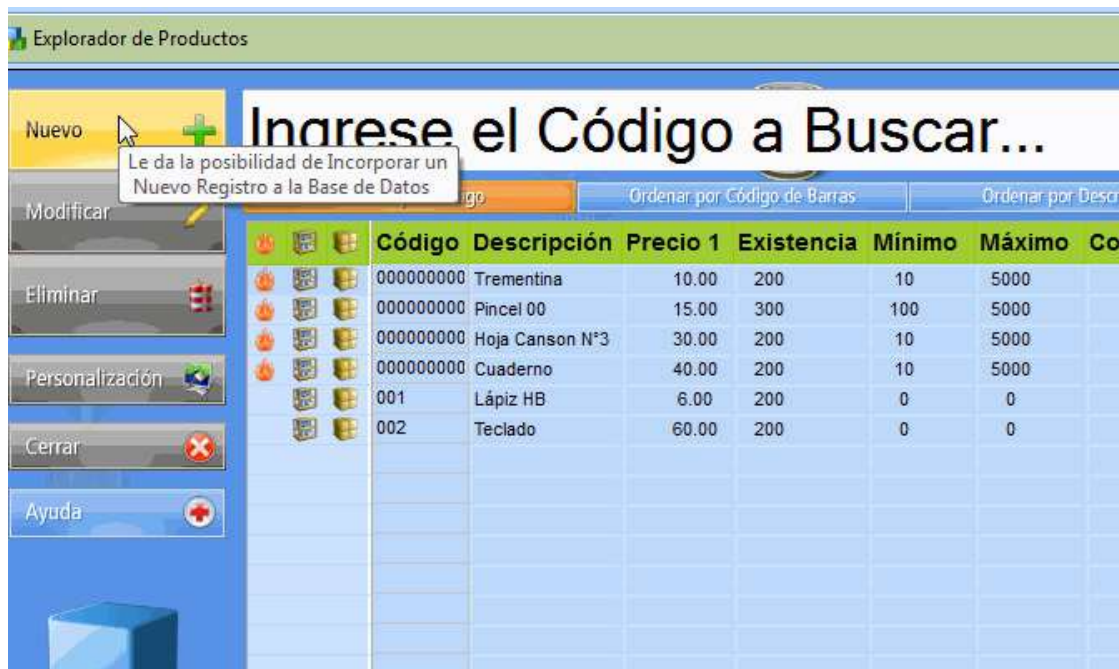 Explorador de Productos
Nuevo
Ingrese el Código a Buscar...
Le da la posibilidad de Incorporar un
Nuevo Registro a la Base de Datos
Modificar
Ordenar por Código de Barras
Ordenar por Descr
Código Descripción Precio 1 Existencia Mínimo Máximo Co
000000000 Trementina 10.00 200 10 5000
Eliminar
000000000 Pincel 00 15.00 300 100 5000
000000000 Hoja Canson N°3 30.00 200 10 5000
000000000 Cuaderno 40.00 200 10 5000
Personalización
001 Lápiz HB 6.00 200 0 0
002 Teclado 60.00 200 0 0
Cerrar
Ayuda